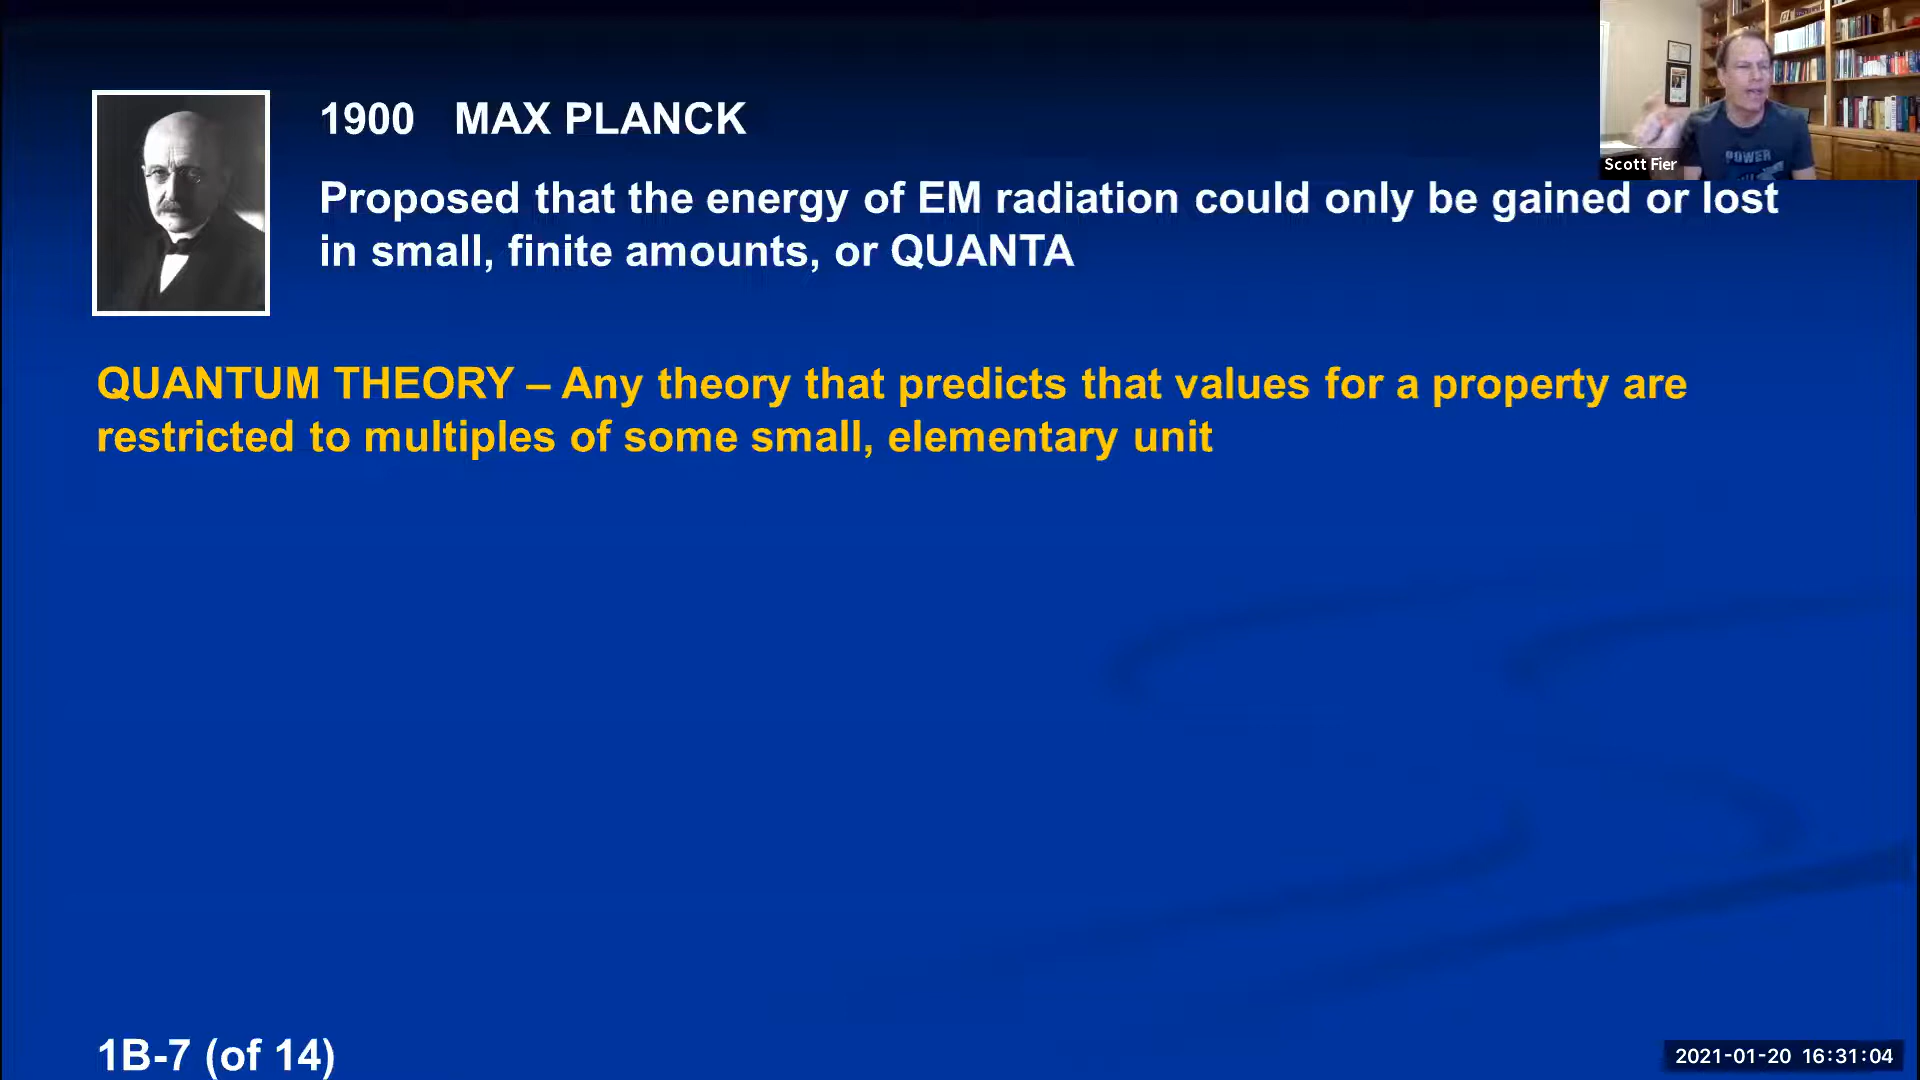 1900 MAX PLANCK
Proposed that the energy of EM radiation could only be gained or lost
in small, finite amounts, or QUANTA
QUANTUM THEORY – Any theory that predicts that values for a property are
restricted to multiples of some small, elementary unit
1B-7 (of 14)
Scott Fier
POWER
2021-01-20 16:31:04